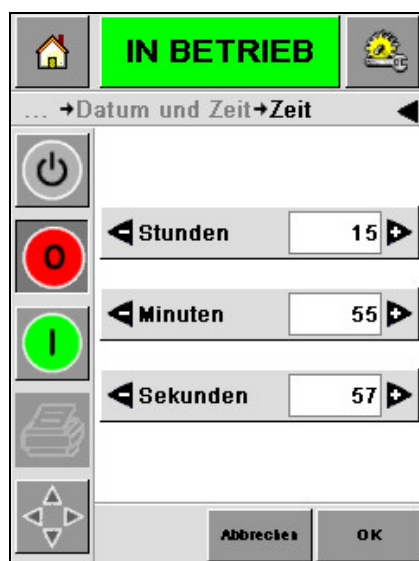 IN BETRIEB
... →Datum und Zeit→Zeit
Stunden 15
O
Minuten 55
I
Sekunden 57
Abbrechen OK